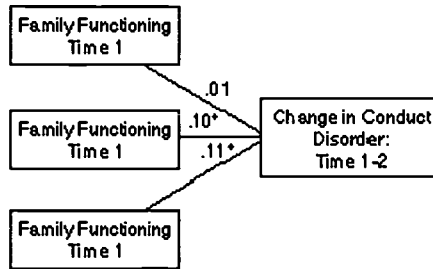 Family Functioning
Time 1
.01
Family Functioning
Time 1
.10+
Change in Conduct
Disorder:
Time 1-2
.11+
Family Functioning
Time 1